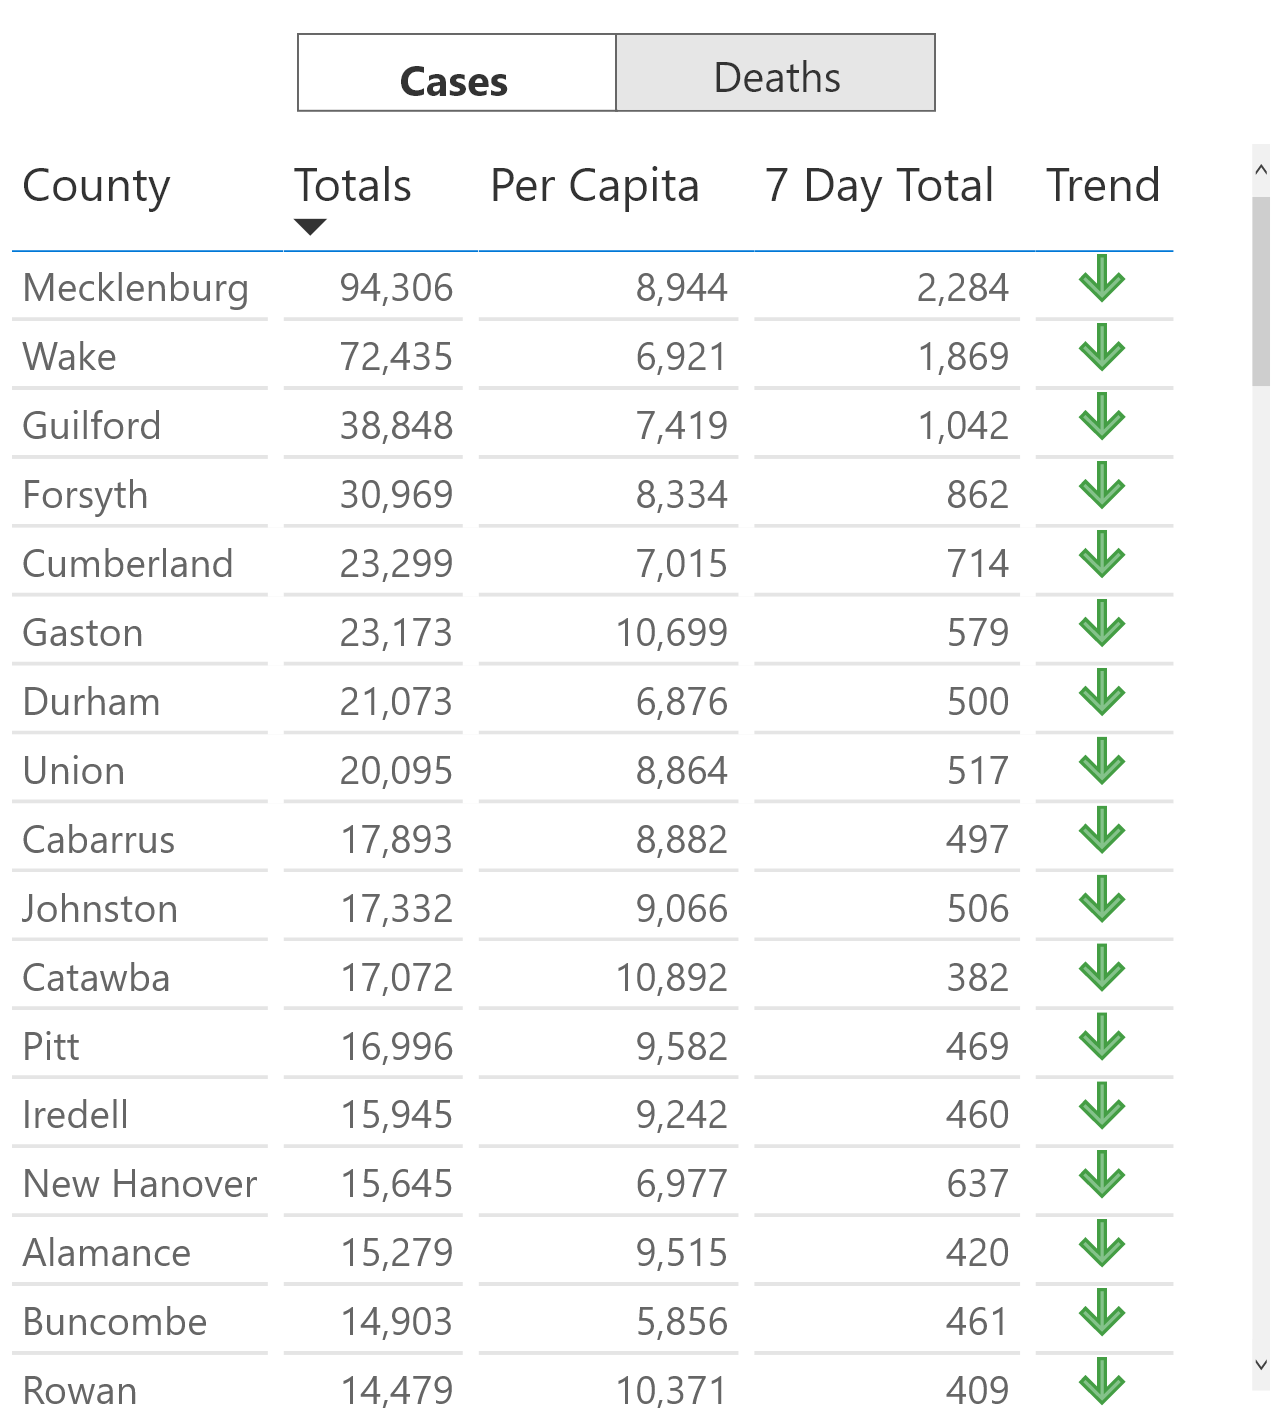 Cases Deaths
County Totals Per Capita 7 Day Total Trend
Mecklenburg 94,306 8,944 2,284
Wake 72,435 6,921 1,869
Guilford 38,848 7,419 1,042
Forsyth 30,969 8,334 862
Cumberland 23,299 7,015 714
Gaston 23,173 10,699 579
Durham 21,073 6,876 500
Union 20,095 8,864 517
Cabarrus 17,893 8,882 497
Johnston 17,332 9,066 506
Catawba 17,072 10,892 382
Pitt 16,996 9,582 469
Iredell 15,945 9,242 460
New Hanover 15,645 6,977 637
Alamance 15,279 9,515 420
Buncombe 14,903 5,856 461
Rowan 14,479 10,371 409